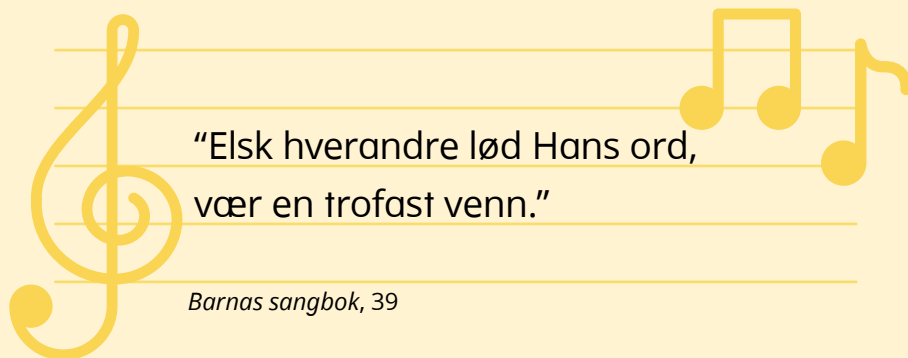 “Elsk hverandre lød Hans ord,
vær en trofast venn.”
Barnas sangbok, 39